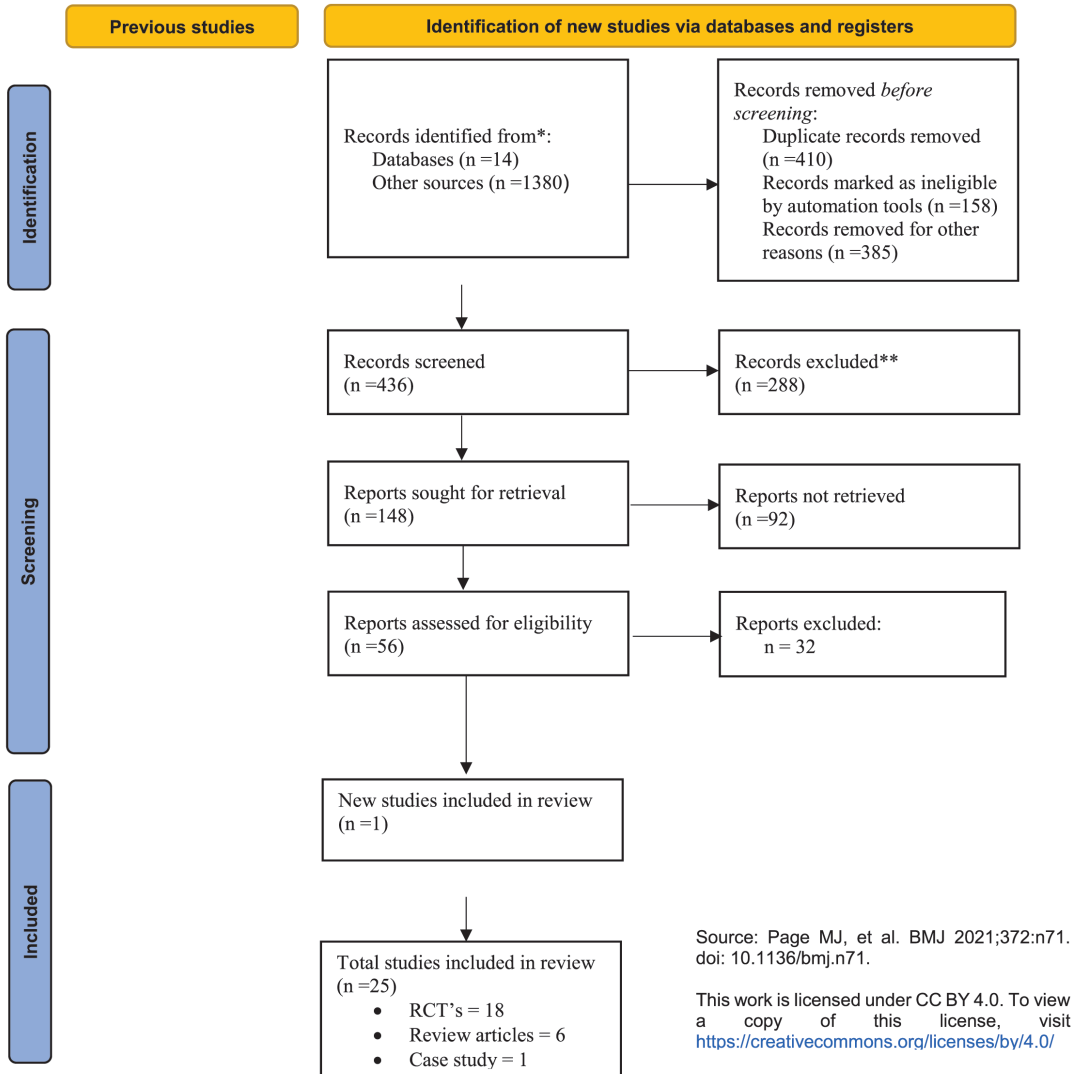 Previous studies
Identification of new studies via databases and registers
Identification
Records identified from*:
Databases (n =14)
Other sources (n =1380)
Records removed before
screening:
Duplicate records removed
(n =410)
Records marked as ineligible
by automation tools (n =158)
Records removed for other
reasons (n =385)
Screening
Records screened
(n =436)
Records excluded**
(n =288)
Reports sought for retrieval
(n =148)
Reports not retrieved
(n =92)
Reports assessed for eligibility
(n =56)
Reports excluded:
n = 32
Included
New studies included in review
(n =1)
Total studies included in review
(n =25)
• RCT's = 18
• Review articles = 6
• Case study = 1
Source: Page MJ, et al. BMJ 2021;372:n71.
doi: 10.1136/bmj.n71.
This work is licensed under CC BY 4.0. To view
a copy of this license, visit
https://creativecommons.org/licenses/by/4.0/